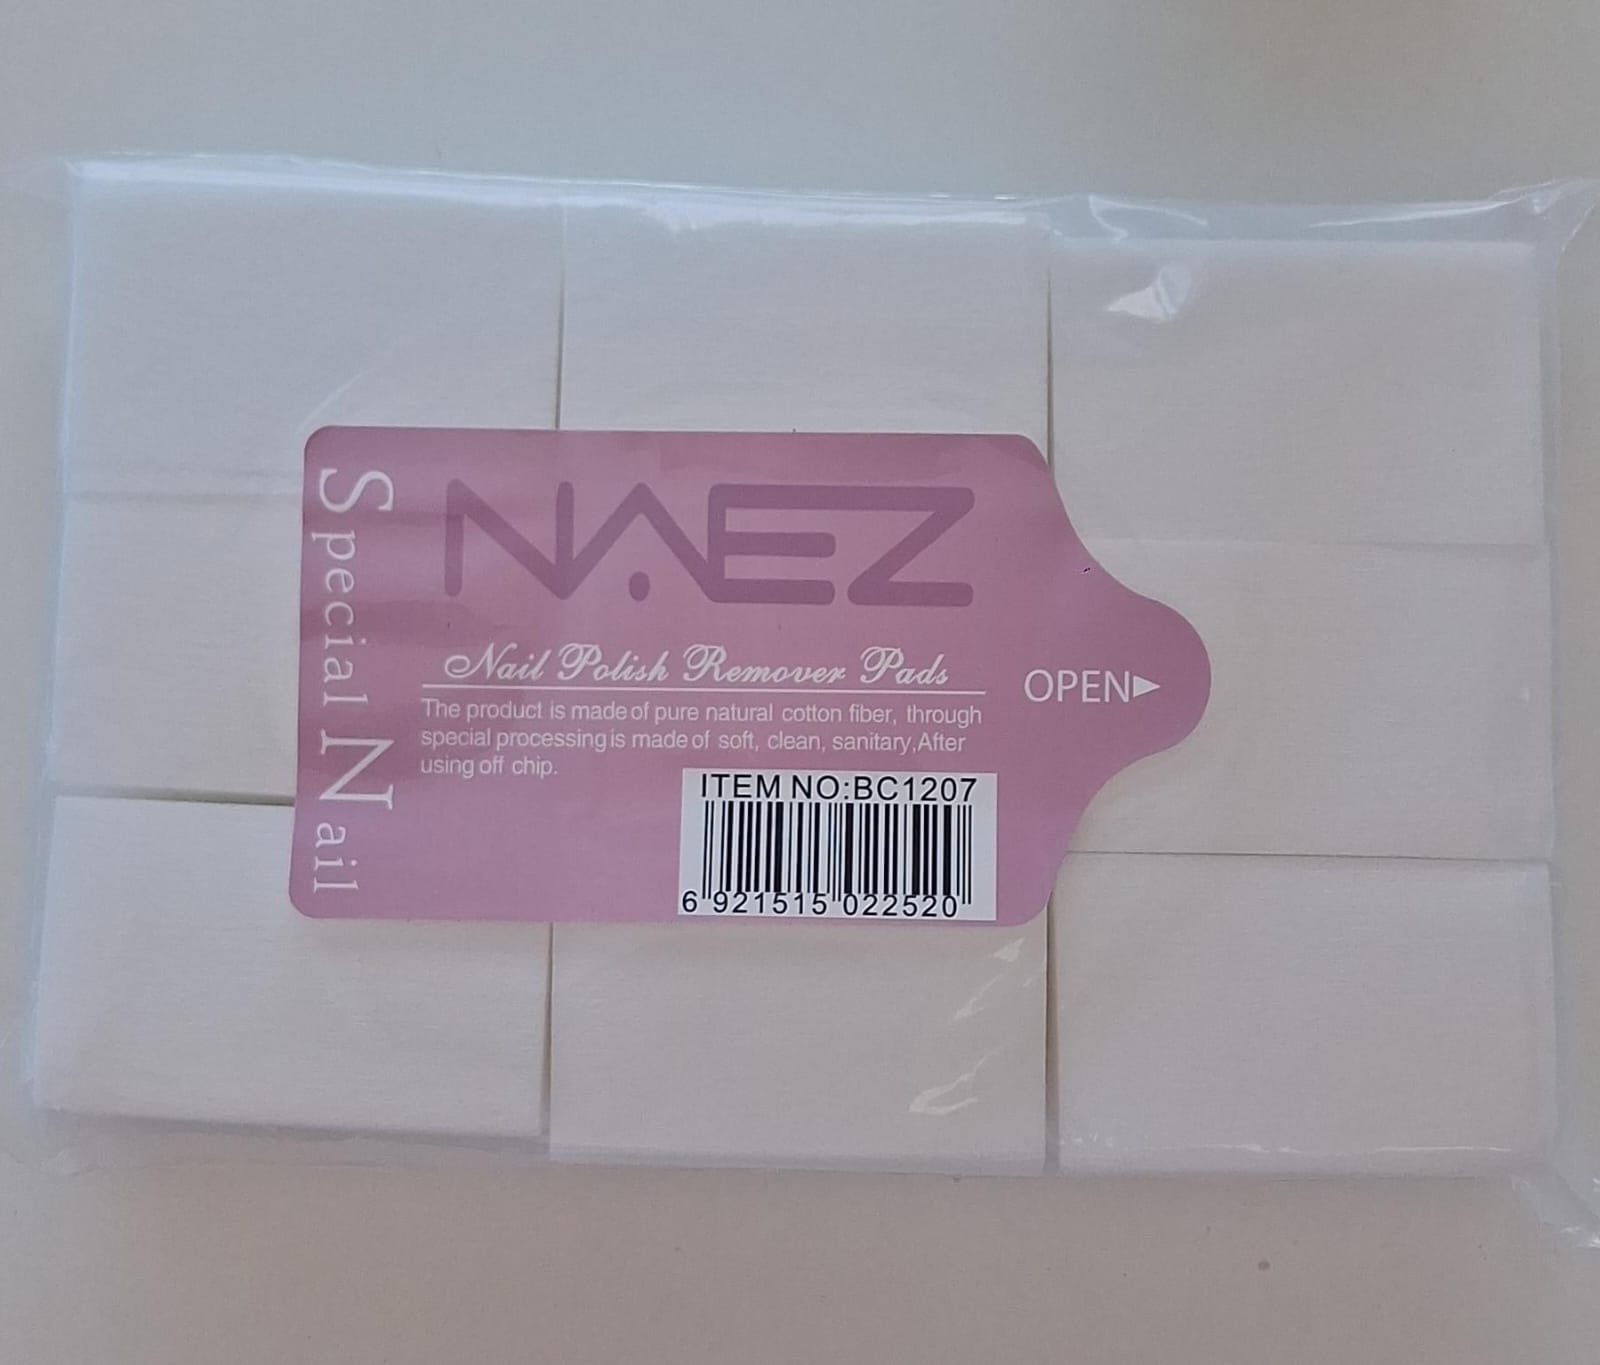 Special Nail
NAEZ
Nail Polish Remover Pads
The product is made of pure natural cotton fiber, through
special processing is made of soft, clean, sanitary,After
using off chip.
OPEN
ITEM NO:BC1207
6 921515 022520